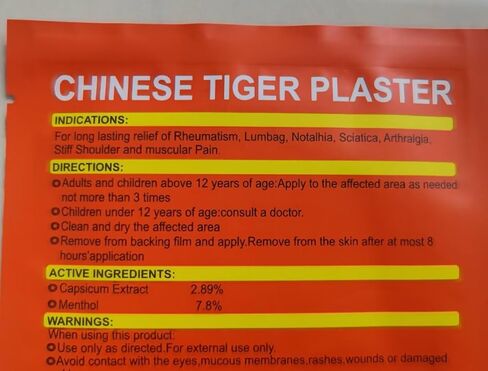 CHINESE TIGER PLASTER
INDICATIONS:
For long lasting relief of Rheumatism, Lumbag, Notalhia, Sciatica, Arthralgia,
Stiff Shoulder and muscular Pain.
DIRECTIONS:
Adults and children above 12 years of age:Apply to the affected area as needed
not more than 3 times
Children under 12 years of age:consult a doctor.
Clean and dry the affected area
Remove from backing film and apply.Remove from the skin after at most 8
hours'application
ACTIVE INGREDIENTS:
Capsicum Extract 2.89%
Menthol 7.8%
WARNINGS:
When using this product:
Use only as directed.For external use only.
Avoid contact with the eyes,mucous membranes,rashes,wounds or damaged